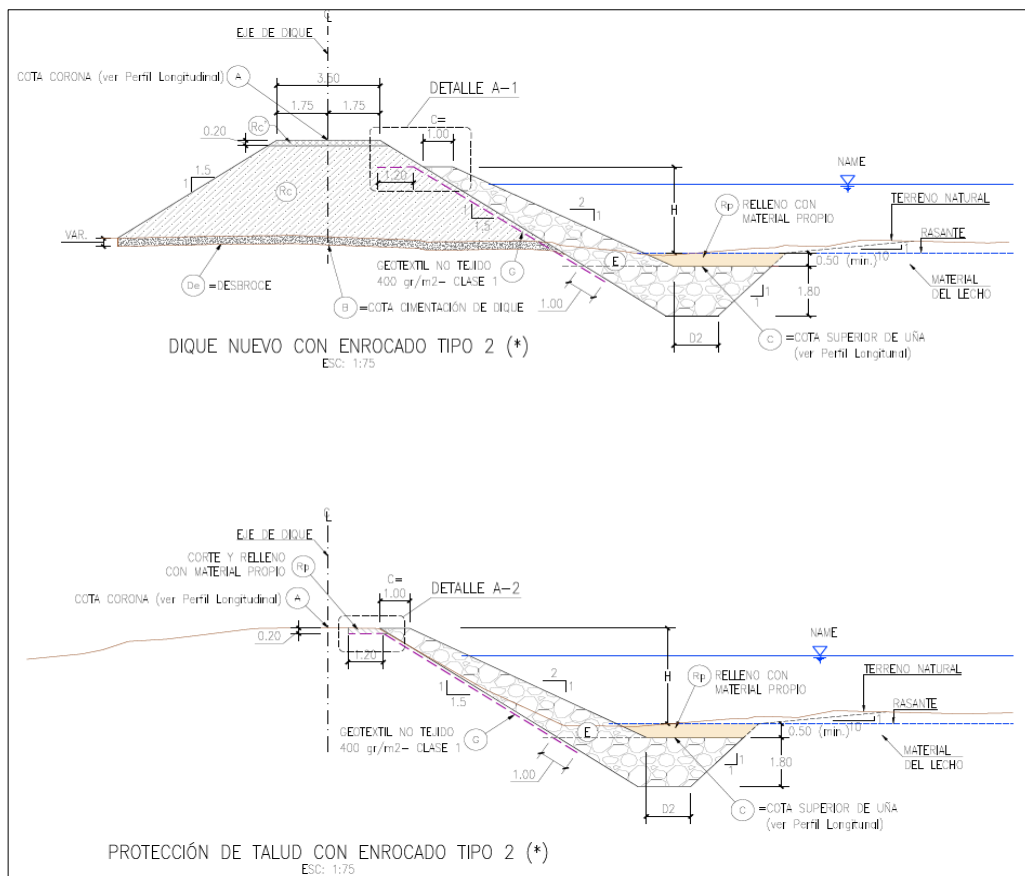 ℄
EJE DE DIQUE
COTA CORONA (ver Perfil Longitudinal) A
3.50
1.75 1.75
DETALLE A-1
C=
1.00
Rc'
0.20
1.20
1.5
1
Rc
NAME
2
1
H
Rp RELLENO CON
MATERIAL PROPIO
TERRENO NATURAL
RASANTE
VAR.
1
1.5
E
0.50 (min.)
10
1
De =DESBROCE
GEOTEXTIL NO TEJIDO
400 gr/m2- CLASE 1
G
1.00
1
1
1.80
MATERIAL
DEL LECHO
B =COTA CIMENTACIÓN DE DIQUE
D2
C =COTA SUPERIOR DE UÑA
(ver Perfil Longitunal)
DIQUE NUEVO CON ENROCADO TIPO 2 (*)
ESC: 1:75
℄
EJE DE DIQUE
CORTE Y RELLENO
CON MATERIAL PROPIO
Rp
C=
1.00
DETALLE A-2
COTA CORONA (ver Perfil Longitudinal) A
0.20
1.20
NAME
2
1
H
Rp RELLENO CON
MATERIAL PROPIO
TERRENO NATURAL
RASANTE
1
1.5
GEOTEXTIL NO TEJIDO
400 gr/m2- CLASE 1
G
E
0.50 (min.)
10
1
1.00
1
1
1.80
MATERIAL
DEL LECHO
D2
C =COTA SUPERIOR DE UÑA
(ver Perfil Longitunal)
PROTECCIÓN DE TALUD CON ENROCADO TIPO 2 (*)
ESC: 1:75